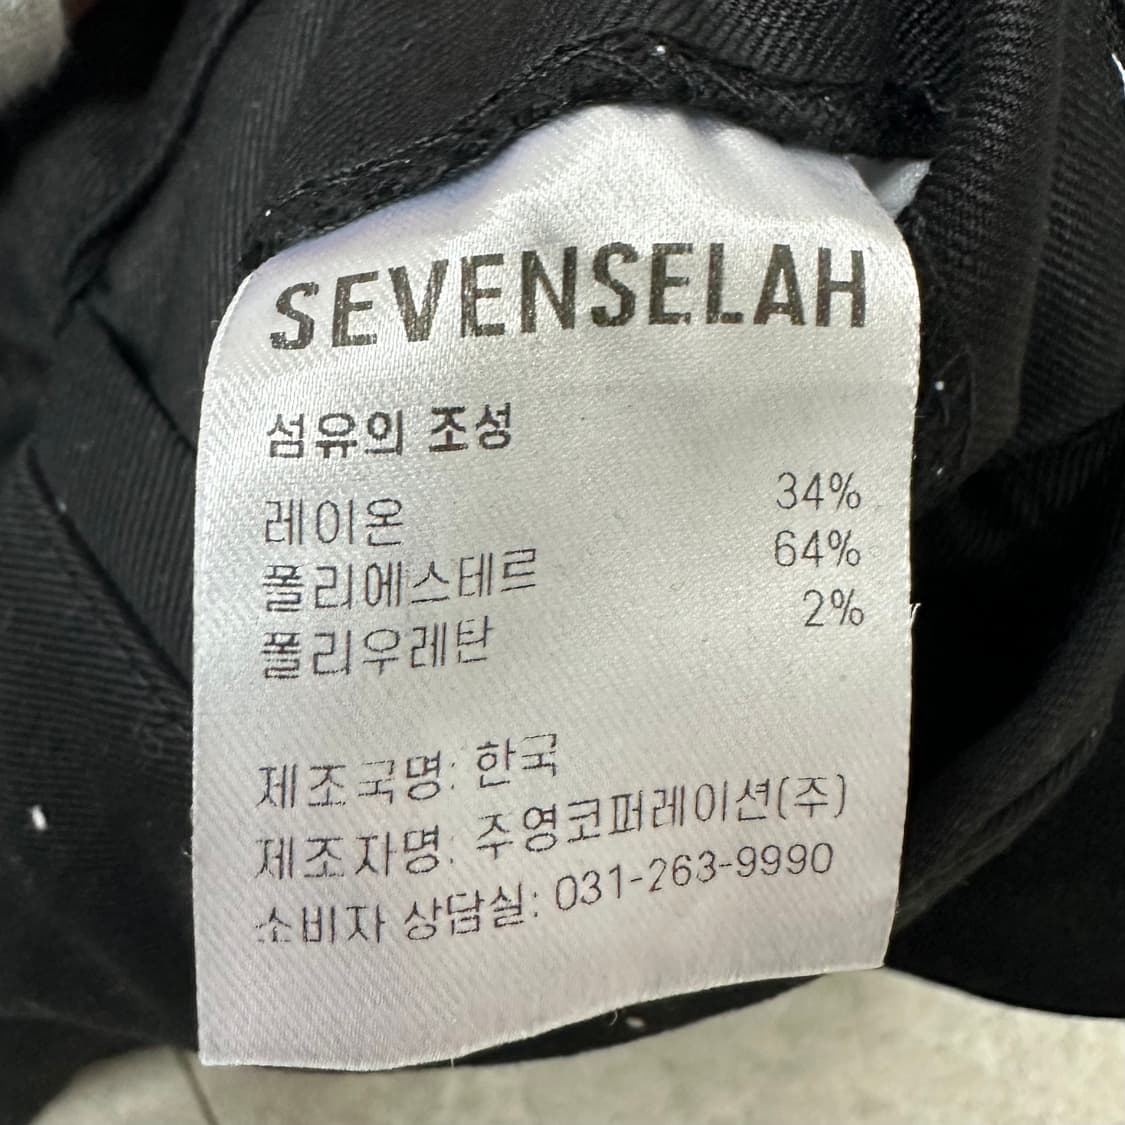 SEVENSELAH
섬유의 조성
레이온 34%
폴리에스테르 64%
폴리우레탄 2%
제조국명: 한국
제조자명: 주영코퍼레이션(주)
소비자 상담실: 031-263-9990